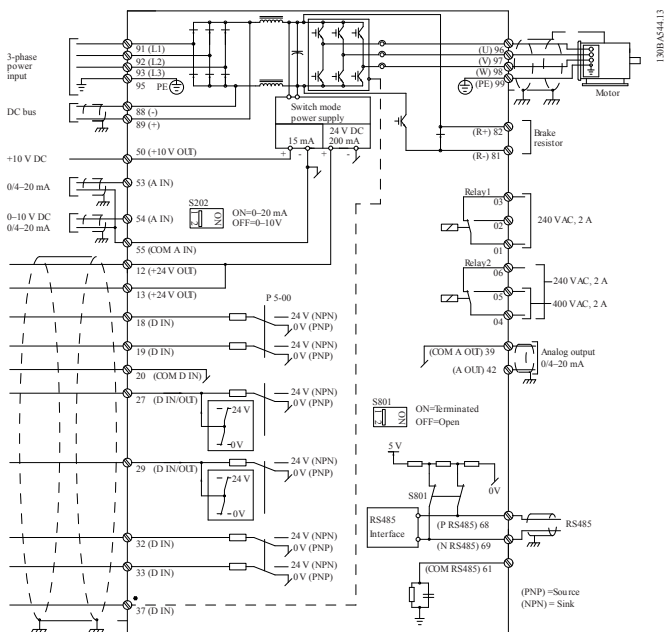 130BA544.13
3-phase
power
input
91 (L1)
92 (L2)
93 (L3)
95 PE
DC bus
88 (-)
89 (+)
+10 V DC
50 (+10 V OUT)
0/4-20 mA
53 (A IN)
0-10 V DC
0/4-20 mA
54 (A IN)
55 (COM A IN)
12 (+24 V OUT)
13 (+24 V OUT)
18 (D IN)
19 (D IN)
20 (COM D IN)
27 (D IN/OUT)
29 (D IN/OUT)
32 (D IN)
33 (D IN)
37 (D IN)
S202
1 2
ON
ON=0-20 mA
OFF=0-10V
Switch mode
power supply
15 mA
24 V DC
200 mA
+ - + -
P 5-00
24 V (NPN)
0 V (PNP)
24 V (NPN)
0 V (PNP)
24 V (NPN)
0 V (PNP)
24 V
0 V
24 V (NPN)
0 V (PNP)
24 V
0 V
24 V (NPN)
0 V (PNP)
24 V (NPN)
0 V (PNP)
(U) 96
(V) 97
(W) 98
(PE) 99
Motor
(R+) 82
(R-) 81
Brake
resistor
Relay1
03
02
01
240 VAC, 2 A
Relay2
06
05
04
240 VAC, 2 A
400 VAC, 2 A
(COM A OUT) 39
(A OUT) 42
Analog output
0/4-20 mA
S801
1 2
ON
ON=Terminated
OFF=Open
5 V
S801
0V
RS485
Interface
(P RS485) 68
(N RS485) 69
RS485
(COM RS485) 61
(PNP) =Source
(NPN) = Sink